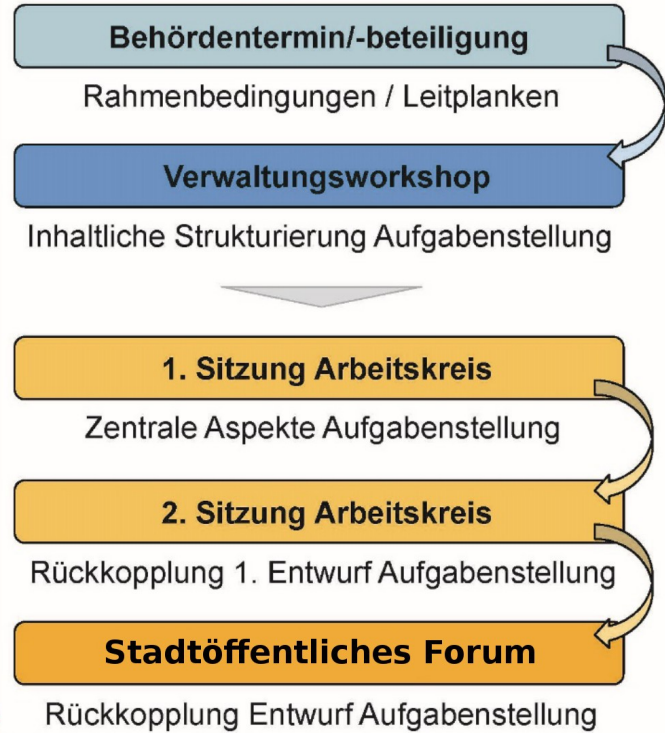 Behördentermin/-beteiligung
Rahmenbedingungen / Leitplanken
Verwaltungsworkshop
Inhaltliche Strukturierung Aufgabenstellung
1. Sitzung Arbeitskreis
Zentrale Aspekte Aufgabenstellung
2. Sitzung Arbeitskreis
Rückkopplung 1. Entwurf Aufgabenstellung
Stadtöffentliches Forum
Rückkopplung Entwurf Aufgabenstellung